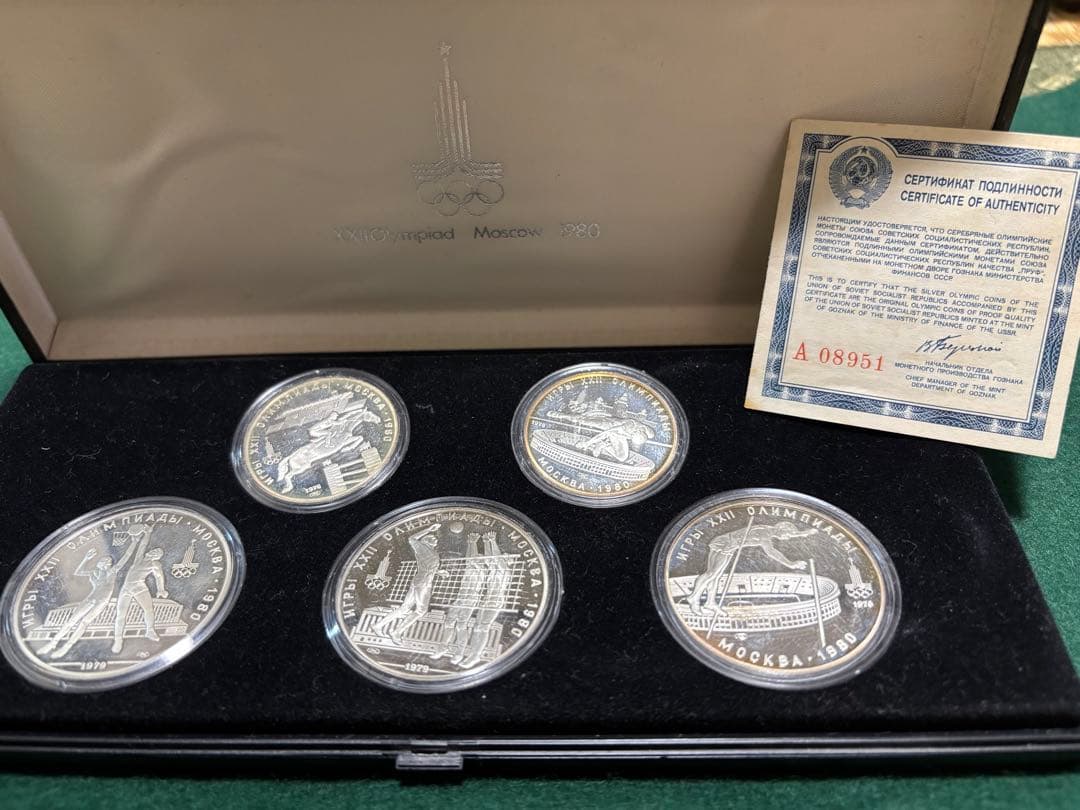 XXII Olympiad Moscow 1980
СЕРТИФИКАТ ПОДЛИННОСТИ
CERTIFICATE OF AUTHENTICITY
НАСТОЯЩИМ УДОСТОВЕРЯЕТСЯ, ЧТО СЕРЕБРЯНЫЕ ОЛИМПИЙСКИЕ
МОНЕТЫ СОЮЗА СОВЕТСКИХ СОЦИАЛИСТИЧЕСКИХ РЕСПУБЛИК,
СОПРОВОЖДАЕМЫЕ ДАННЫМ СЕРТИФИКАТОМ, ДЕЙСТВИТЕЛЬНО
ЯВЛЯЮТСЯ ПОДЛИННЫМИ ОЛИМПИЙСКИМИ МОНЕТАМИ СОЮЗА
СОВЕТСКИХ СОЦИАЛИСТИЧЕСКИХ РЕСПУБЛИК КАЧЕСТВА „ПРУФ",
ОТЧЕКАНЕННЫМИ НА МОНЕТНОМ ДВОРЕ ГОЗНАКА МИНИСТЕРСТВА
ФИНАНСОВ СССР
THIS IS TO CERTIFY THAT THE SILVER OLYMPIC COINS OF THE
UNION OF SOVIET SOCIALIST REPUBLICS ACCOMPANIED BY THIS
CERTIFICATE ARE THE ORIGINAL OLYMPIC COINS OF PROOF QUALITY
OF THE UNION OF SOVIET SOCIALIST REPUBLICS MINTED AT THE MINT
OF GOZNAK OF THE MINISTRY OF FINANCE OF THE USSR.
А 08951
НАЧАЛЬНИК ОТДЕЛА
МОНЕТНОГО ПРОИЗВОДСТВА ГОЗНАКА
CHIEF MANAGER OF THE MINT
DEPARTMENT OF GOZNAK
ИГРЫ XXII ОЛИМПИАДЫ · МОСКВА · 1980
1978
ИГРЫ XXII ОЛИМПИАДЫ
1978
МОСКВА · 1980
ИГРЫ XXII ОЛИМПИАДЫ · МОСКВА · 1980
1979
ИГРЫ XXII ОЛИМПИАДЫ · МОСКВА · 1980
1979
ИГРЫ XXII ОЛИМПИАДЫ
1978
МОСКВА · 1980